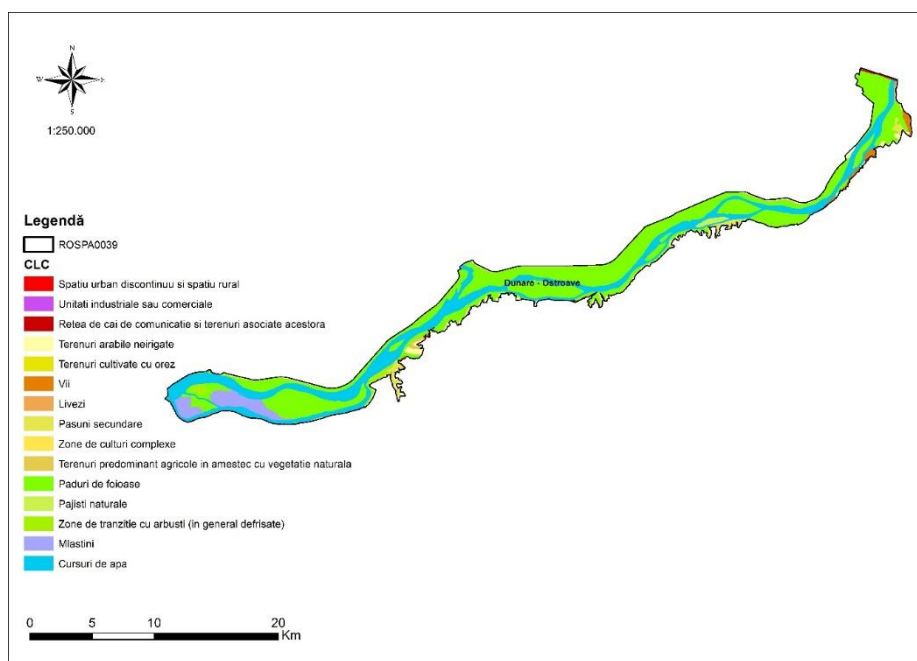 N
W
E
S
1:250.000
Legendă
ROSPA0039
CLC
Spatiu urban discontinuu si spatiu rural
Unitati industriale sau comerciale
Retea de cai de comunicatie si terenuri asociate acestora
Terenuri arabile neirigate
Terenuri cultivate cu orez
Vii
Livezi
Pasuni secundare
Zone de culturi complexe
Terenuri predominant agricole in amestec cu vegetatie naturala
Paduri de foioase
Pajisti naturale
Zone de tranzitie cu arbusti (in general defrisate)
Mlastini
Cursuri de apa
Dunare - Ostroave
0 5 10 20
Km